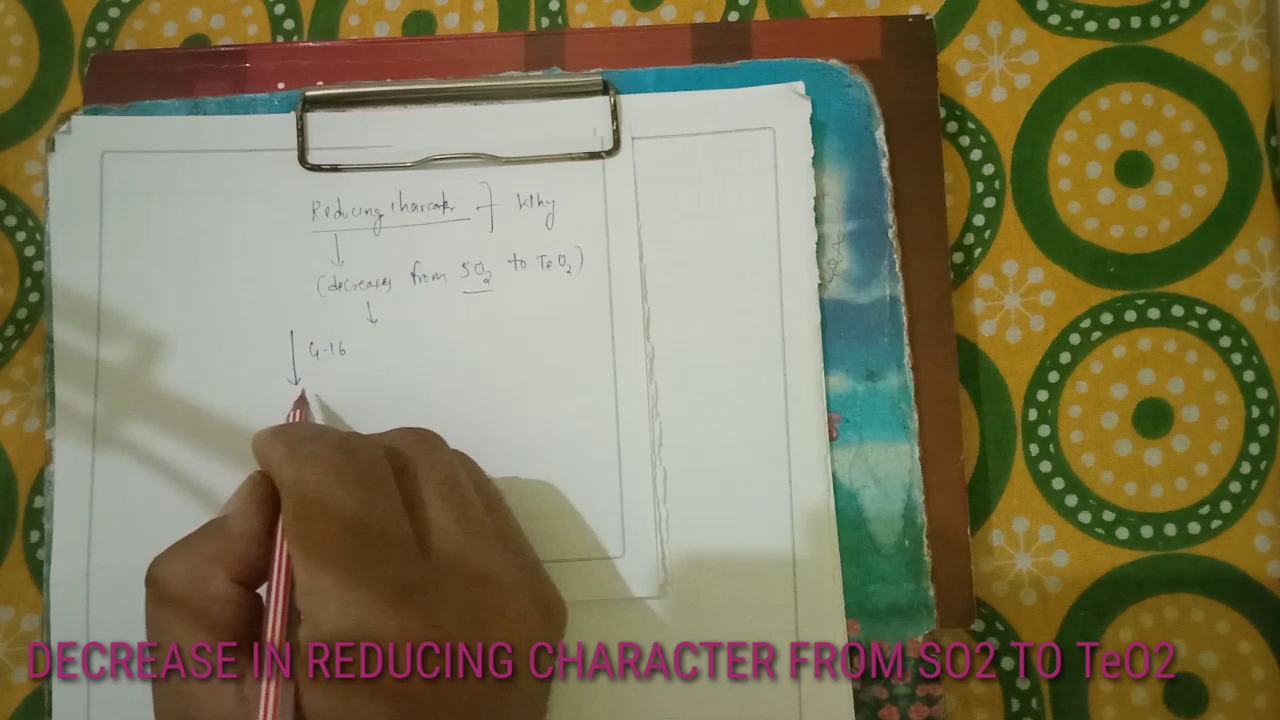 Reducing character } Why
(decreases from SO2 to TeO2)
G-16
DECREASE IN REDUCING CHARACTER FROM SO2 TO TeO2